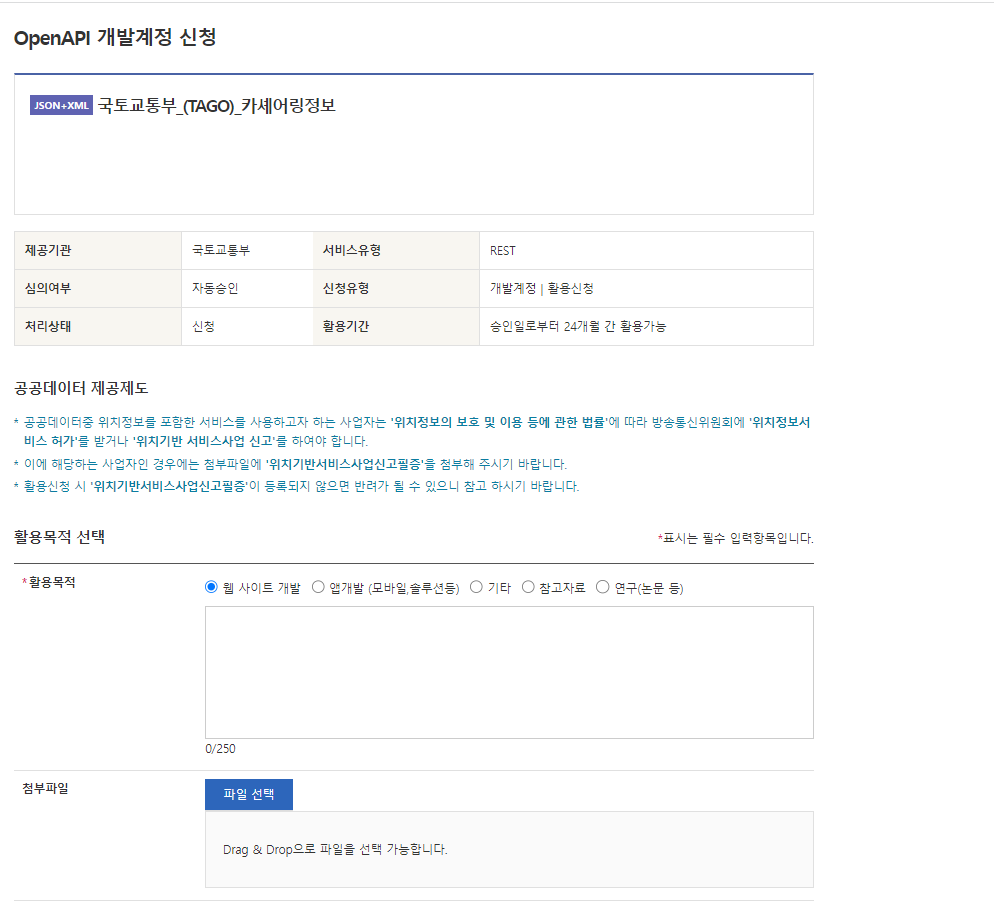 OpenAPI 개발계정 신청
JSON+XML 국토교통부_(TAGO)_카셰어링정보
제공기관 국토교통부 서비스유형 REST
심의여부 자동승인 신청유형 개발계정 | 활용신청
처리상태 신청 활용기간 승인일로부터 24개월 간 활용가능
공공데이터 제공제도
* 공공데이터중 위치정보를 포함한 서비스를 사용하고자 하는 사업자는 '위치정보의 보호 및 이용 등에 관한 법률'에 따라 방송통신위원회에 '위치정보서
비스 허가'를 받거나 '위치기반 서비스사업 신고'를 하여야 합니다.
* 이에 해당하는 사업자인 경우에는 첨부파일에 '위치기반서비스사업신고필증'을 첨부해 주시기 바랍니다.
* 활용신청 시 '위치기반서비스사업신고필증'이 등록되지 않으면 반려가 될 수 있으니 참고 하시기 바랍니다.
활용목적 선택 *표시는 필수 입력항목입니다.
*활용목적 웹 사이트 개발 앱개발 (모바일,솔루션등) 기타 참고자료 연구(논문 등)
0/250
첨부파일 파일 선택
Drag & Drop으로 파일을 선택 가능합니다.